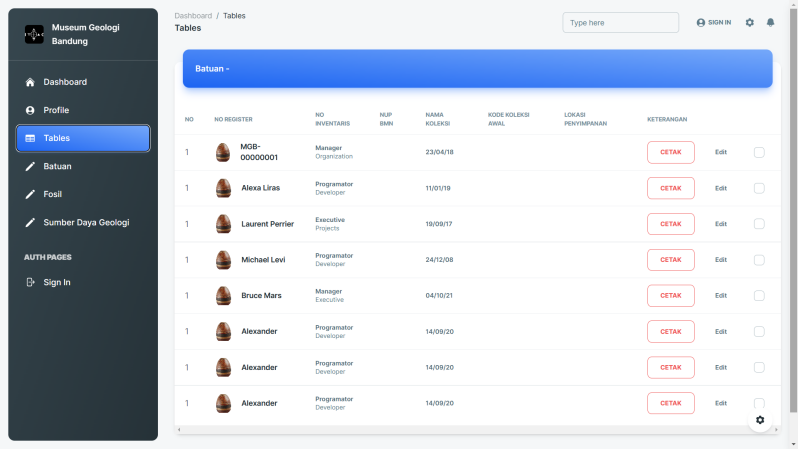 Museum Geologi
Bandung
Dashboard
Profile
Tables
Batuan
Fosil
Sumber Daya Geologi
AUTH PAGES
Sign In
Dashboard / Tables
Tables
Type here
SIGN IN
Batuan -
NO NO REGISTER NO INVENTARIS NUP BMN NAMA KOLEKSI KODE KOLEKSI AWAL LOKASI PENYIMPANAN KETERANGAN
1 MGB-00000001 Manager Organization 23/04/18 CETAK Edit
1 Alexa Liras Programator Developer 11/01/19 CETAK Edit
1 Laurent Perrier Executive Projects 19/09/17 CETAK Edit
1 Michael Levi Programator Developer 24/12/08 CETAK Edit
1 Bruce Mars Manager Executive 04/10/21 CETAK Edit
1 Alexander Programator Developer 14/09/20 CETAK Edit
1 Alexander Programator Developer 14/09/20 CETAK Edit
1 Alexander Programator Developer 14/09/20 CETAK Edit